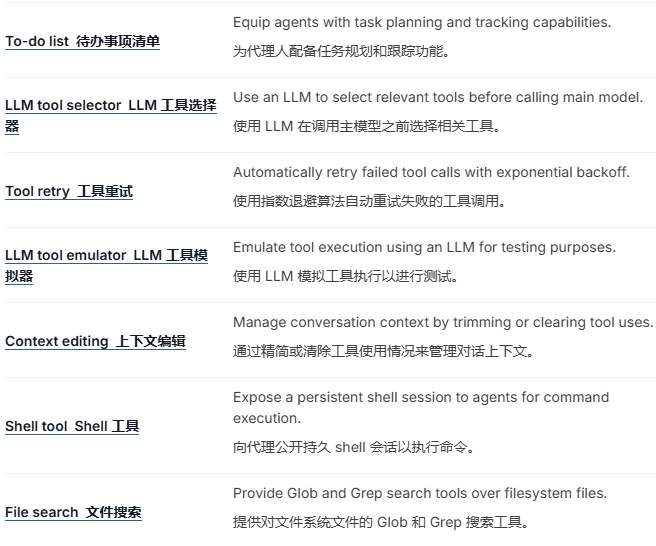 To-do list 待办事项清单
Equip agents with task planning and tracking capabilities.
为代理人配备任务规划和跟踪功能。
LLM tool selector LLM 工具选择
器
Use an LLM to select relevant tools before calling main model.
使用 LLM 在调用主模型之前选择相关工具。
Tool retry 工具重试
Automatically retry failed tool calls with exponential backoff.
使用指数退避算法自动重试失败的工具调用。
LLM tool emulator LLM 工具模
拟器
Emulate tool execution using an LLM for testing purposes.
使用 LLM 模拟工具执行以进行测试。
Context editing 上下文编辑
Manage conversation context by trimming or clearing tool uses.
通过精简或清除工具使用情况来管理对话上下文。
Shell tool Shell 工具
Expose a persistent shell session to agents for command
execution.
向代理公开持久 shell 会话以执行命令。
File search 文件搜索
Provide Glob and Grep search tools over filesystem files.
提供对文件系统文件的 Glob 和 Grep 搜索工具。